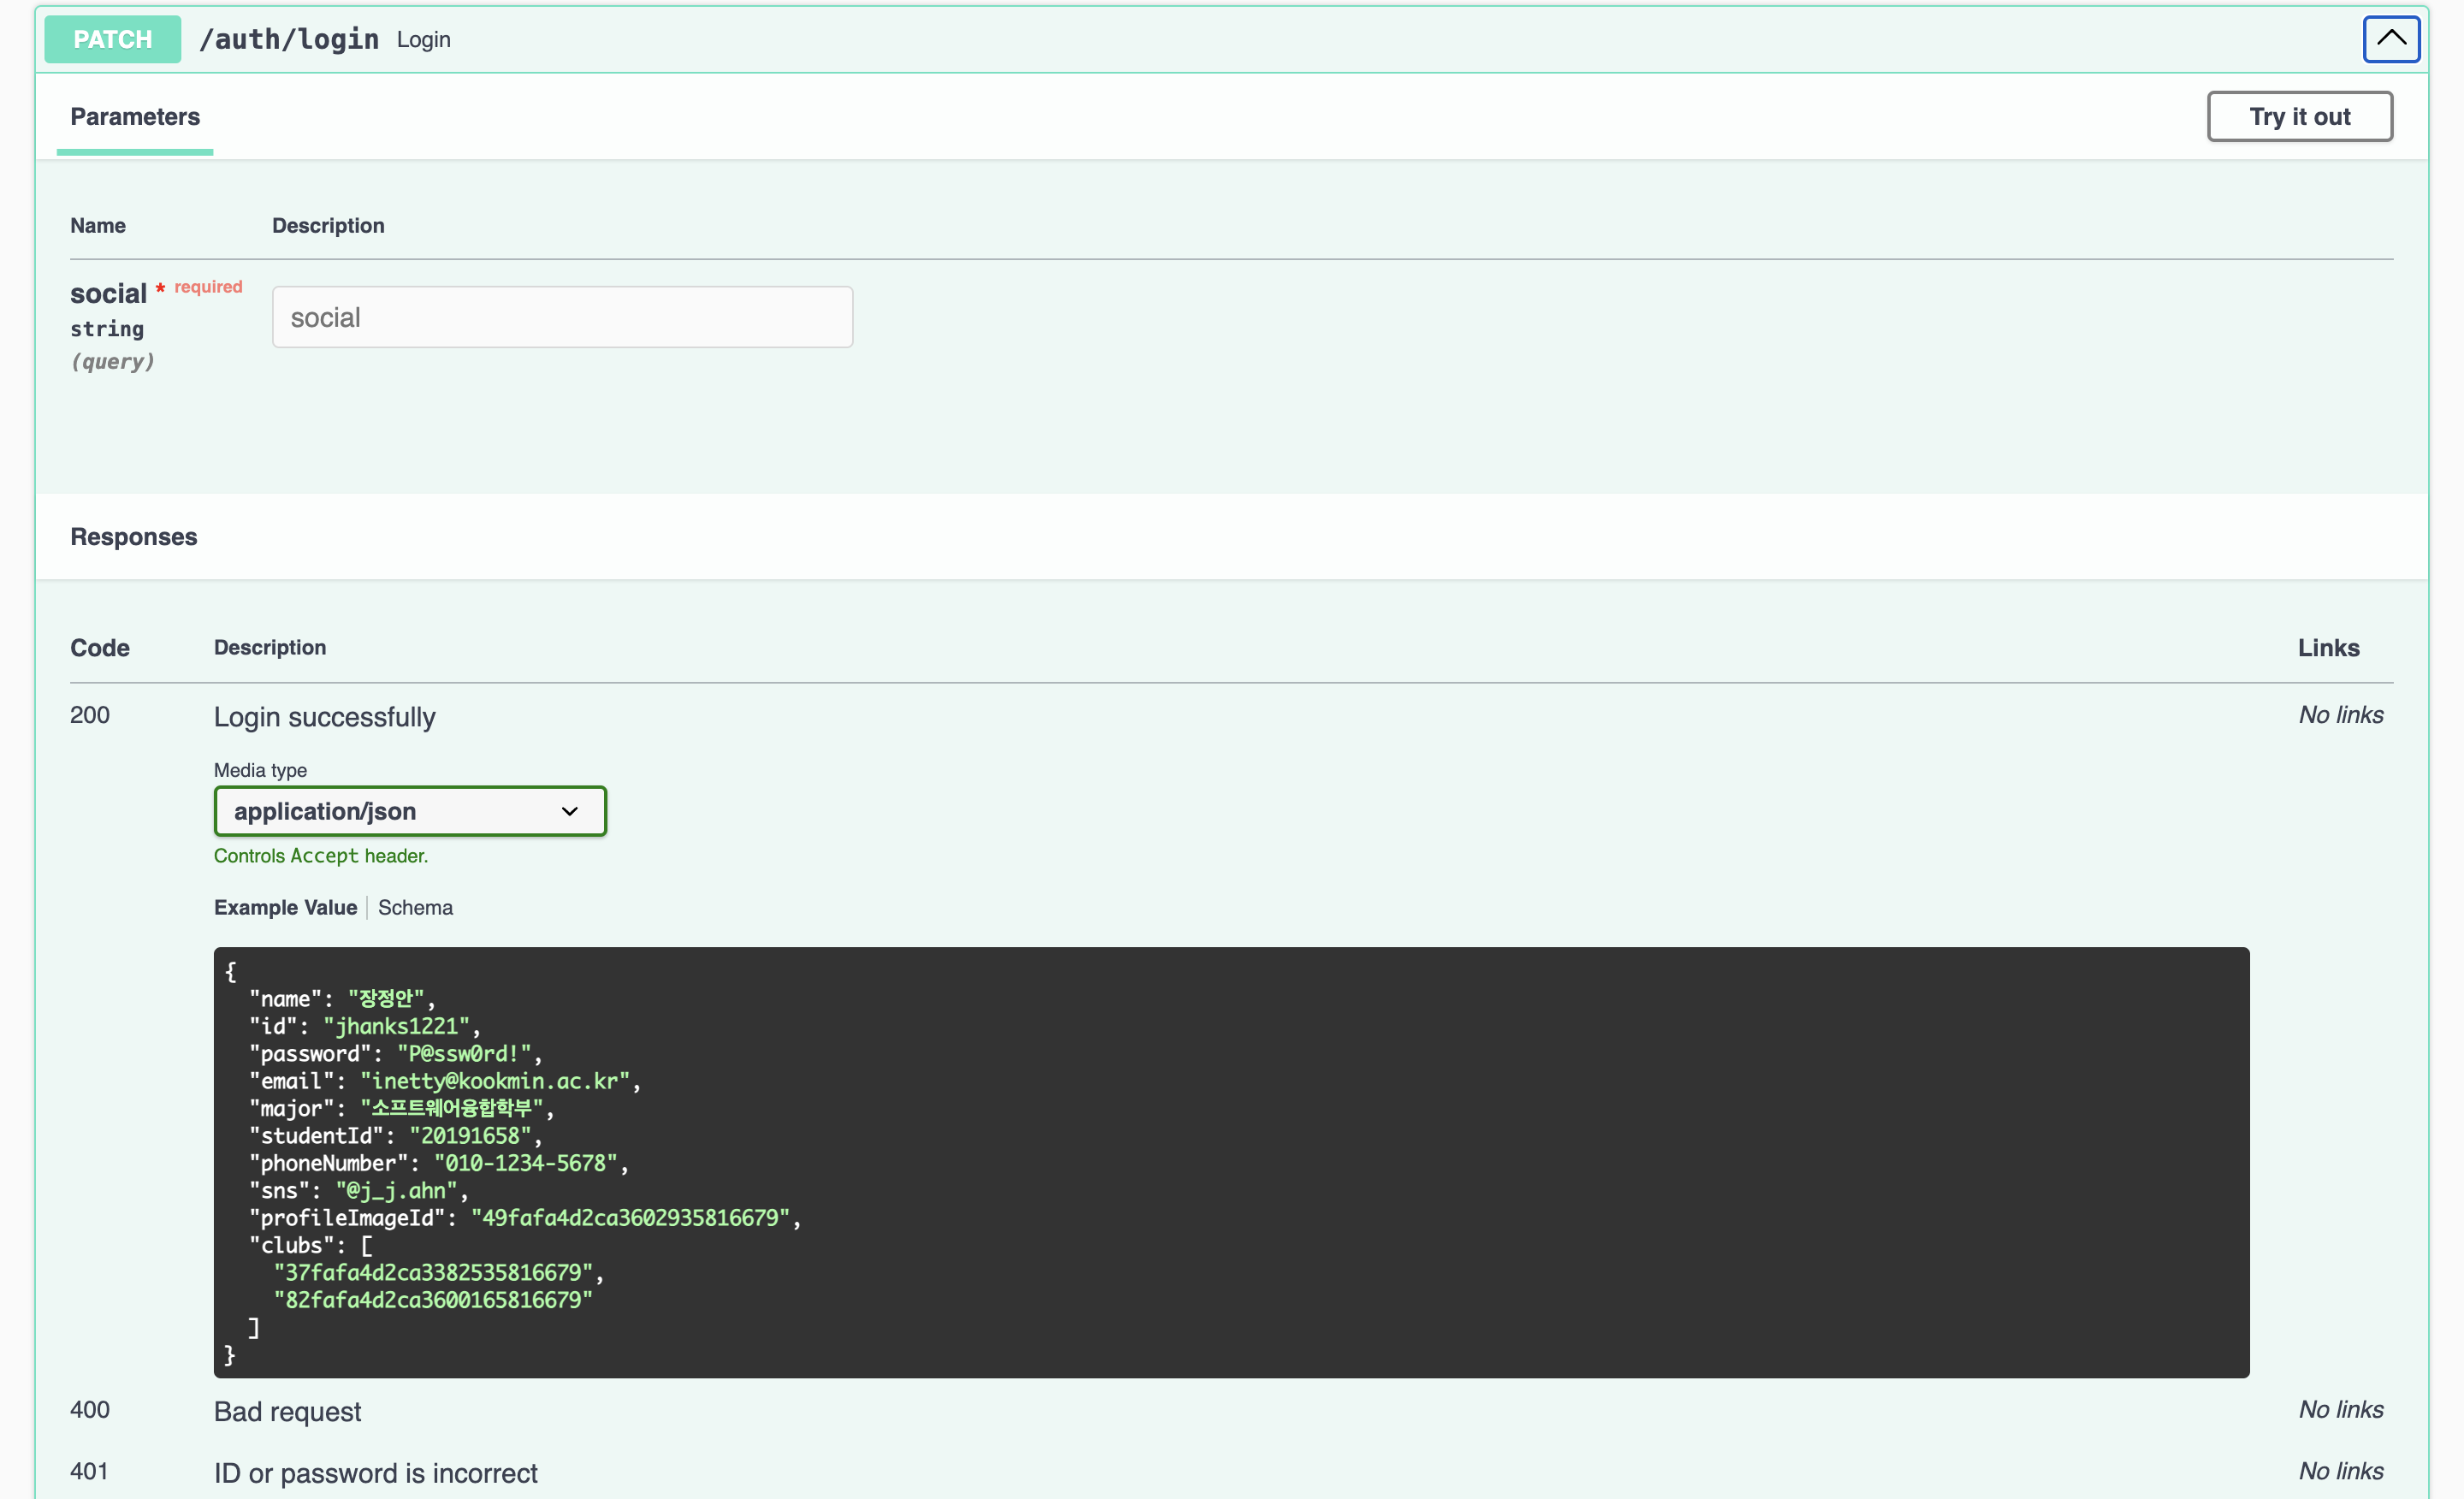 PATCH /auth/login Login
Parameters
Try it out
Name Description
social * required
string
(query)
social
Responses
Code Description Links
200 Login successfully No links
Media type
application/json
Controls Accept header.
Example Value Schema
{
  "name": "장정안",
  "id": "jhanks1221",
  "password": "P@ssw0rd!",
  "email": "inetty@kookmin.ac.kr",
  "major": "소프트웨어융합학부",
  "studentId": "20191658",
  "phoneNumber": "010-1234-5678",
  "sns": "@j_j.ahn",
  "profileImageId": "49fafa4d2ca3602935816679",
  "clubs": [
    "37fafa4d2ca3382535816679",
    "82fafa4d2ca3600165816679"
  ]
}
400 Bad request No links
401 ID or password is incorrect No links